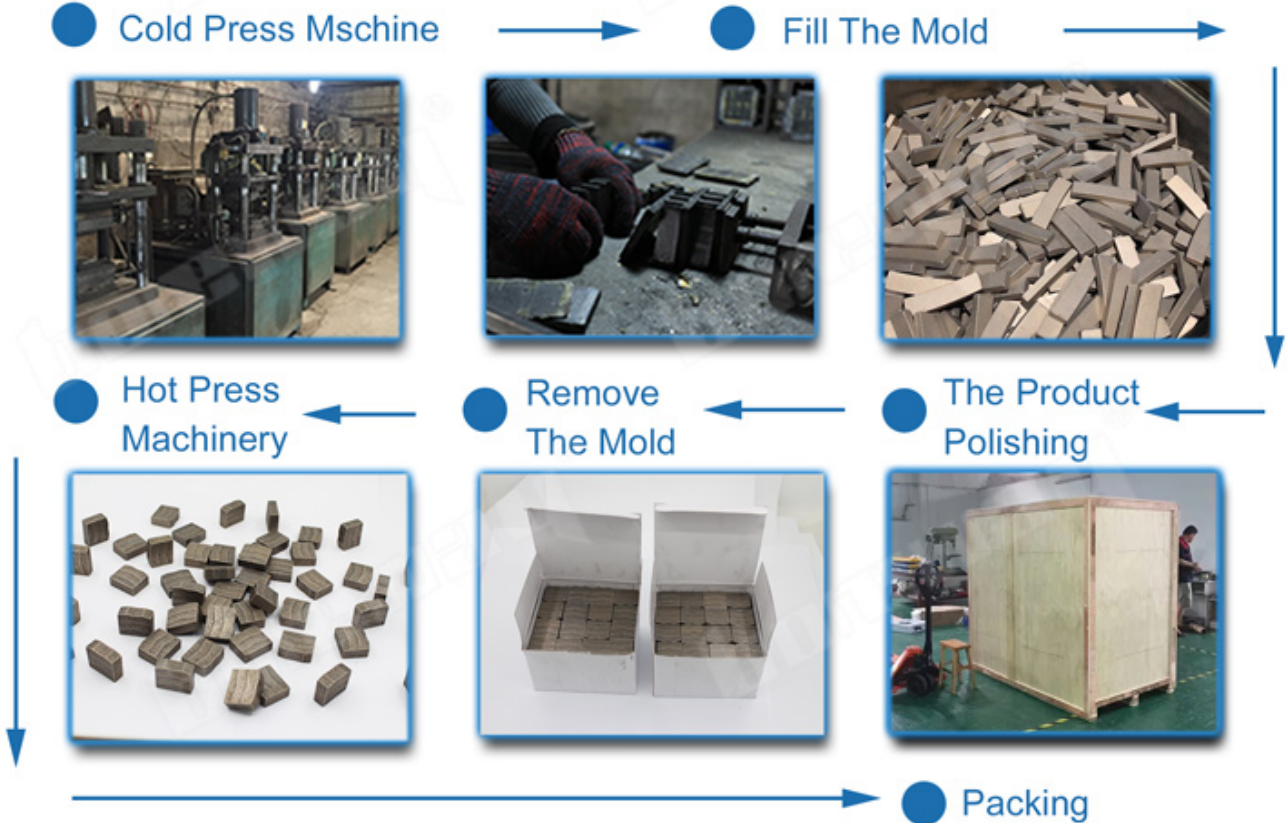 Cold Press Mschine
Fill The Mold
Hot Press
Machinery
Remove
The Mold
The Product
Polishing
Packing